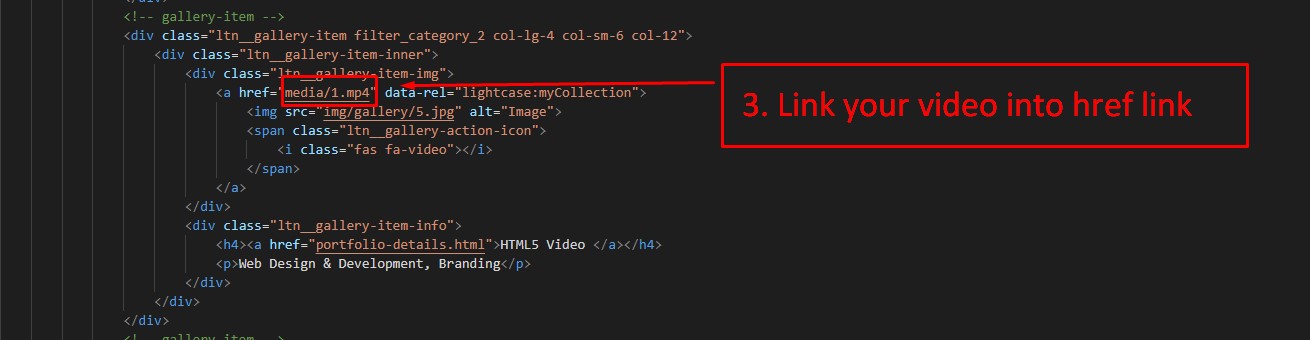 </div>
<!-- gallery-item -->
<div class="ltn__gallery-item filter_category_2 col-lg-4 col-sm-6 col-12">
<div class="ltn__gallery-item-inner">
<div class="ltn__gallery-item-img">
<a href="media/1.mp4" data-rel="lightcase:myCollection">
<img src="img/gallery/5.jpg" alt="Image">
<span class="ltn__gallery-action-icon">
<i class="fas fa-video"></i>
</span>
</a>
</div>
<div class="ltn__gallery-item-info">
<h4><a href="portfolio-details.html">HTML5 Video </a></h4>
<p>Web Design & Development, Branding</p>
</div>
</div>
</div>
<!-- gallery-item -->
3. Link your video into href link